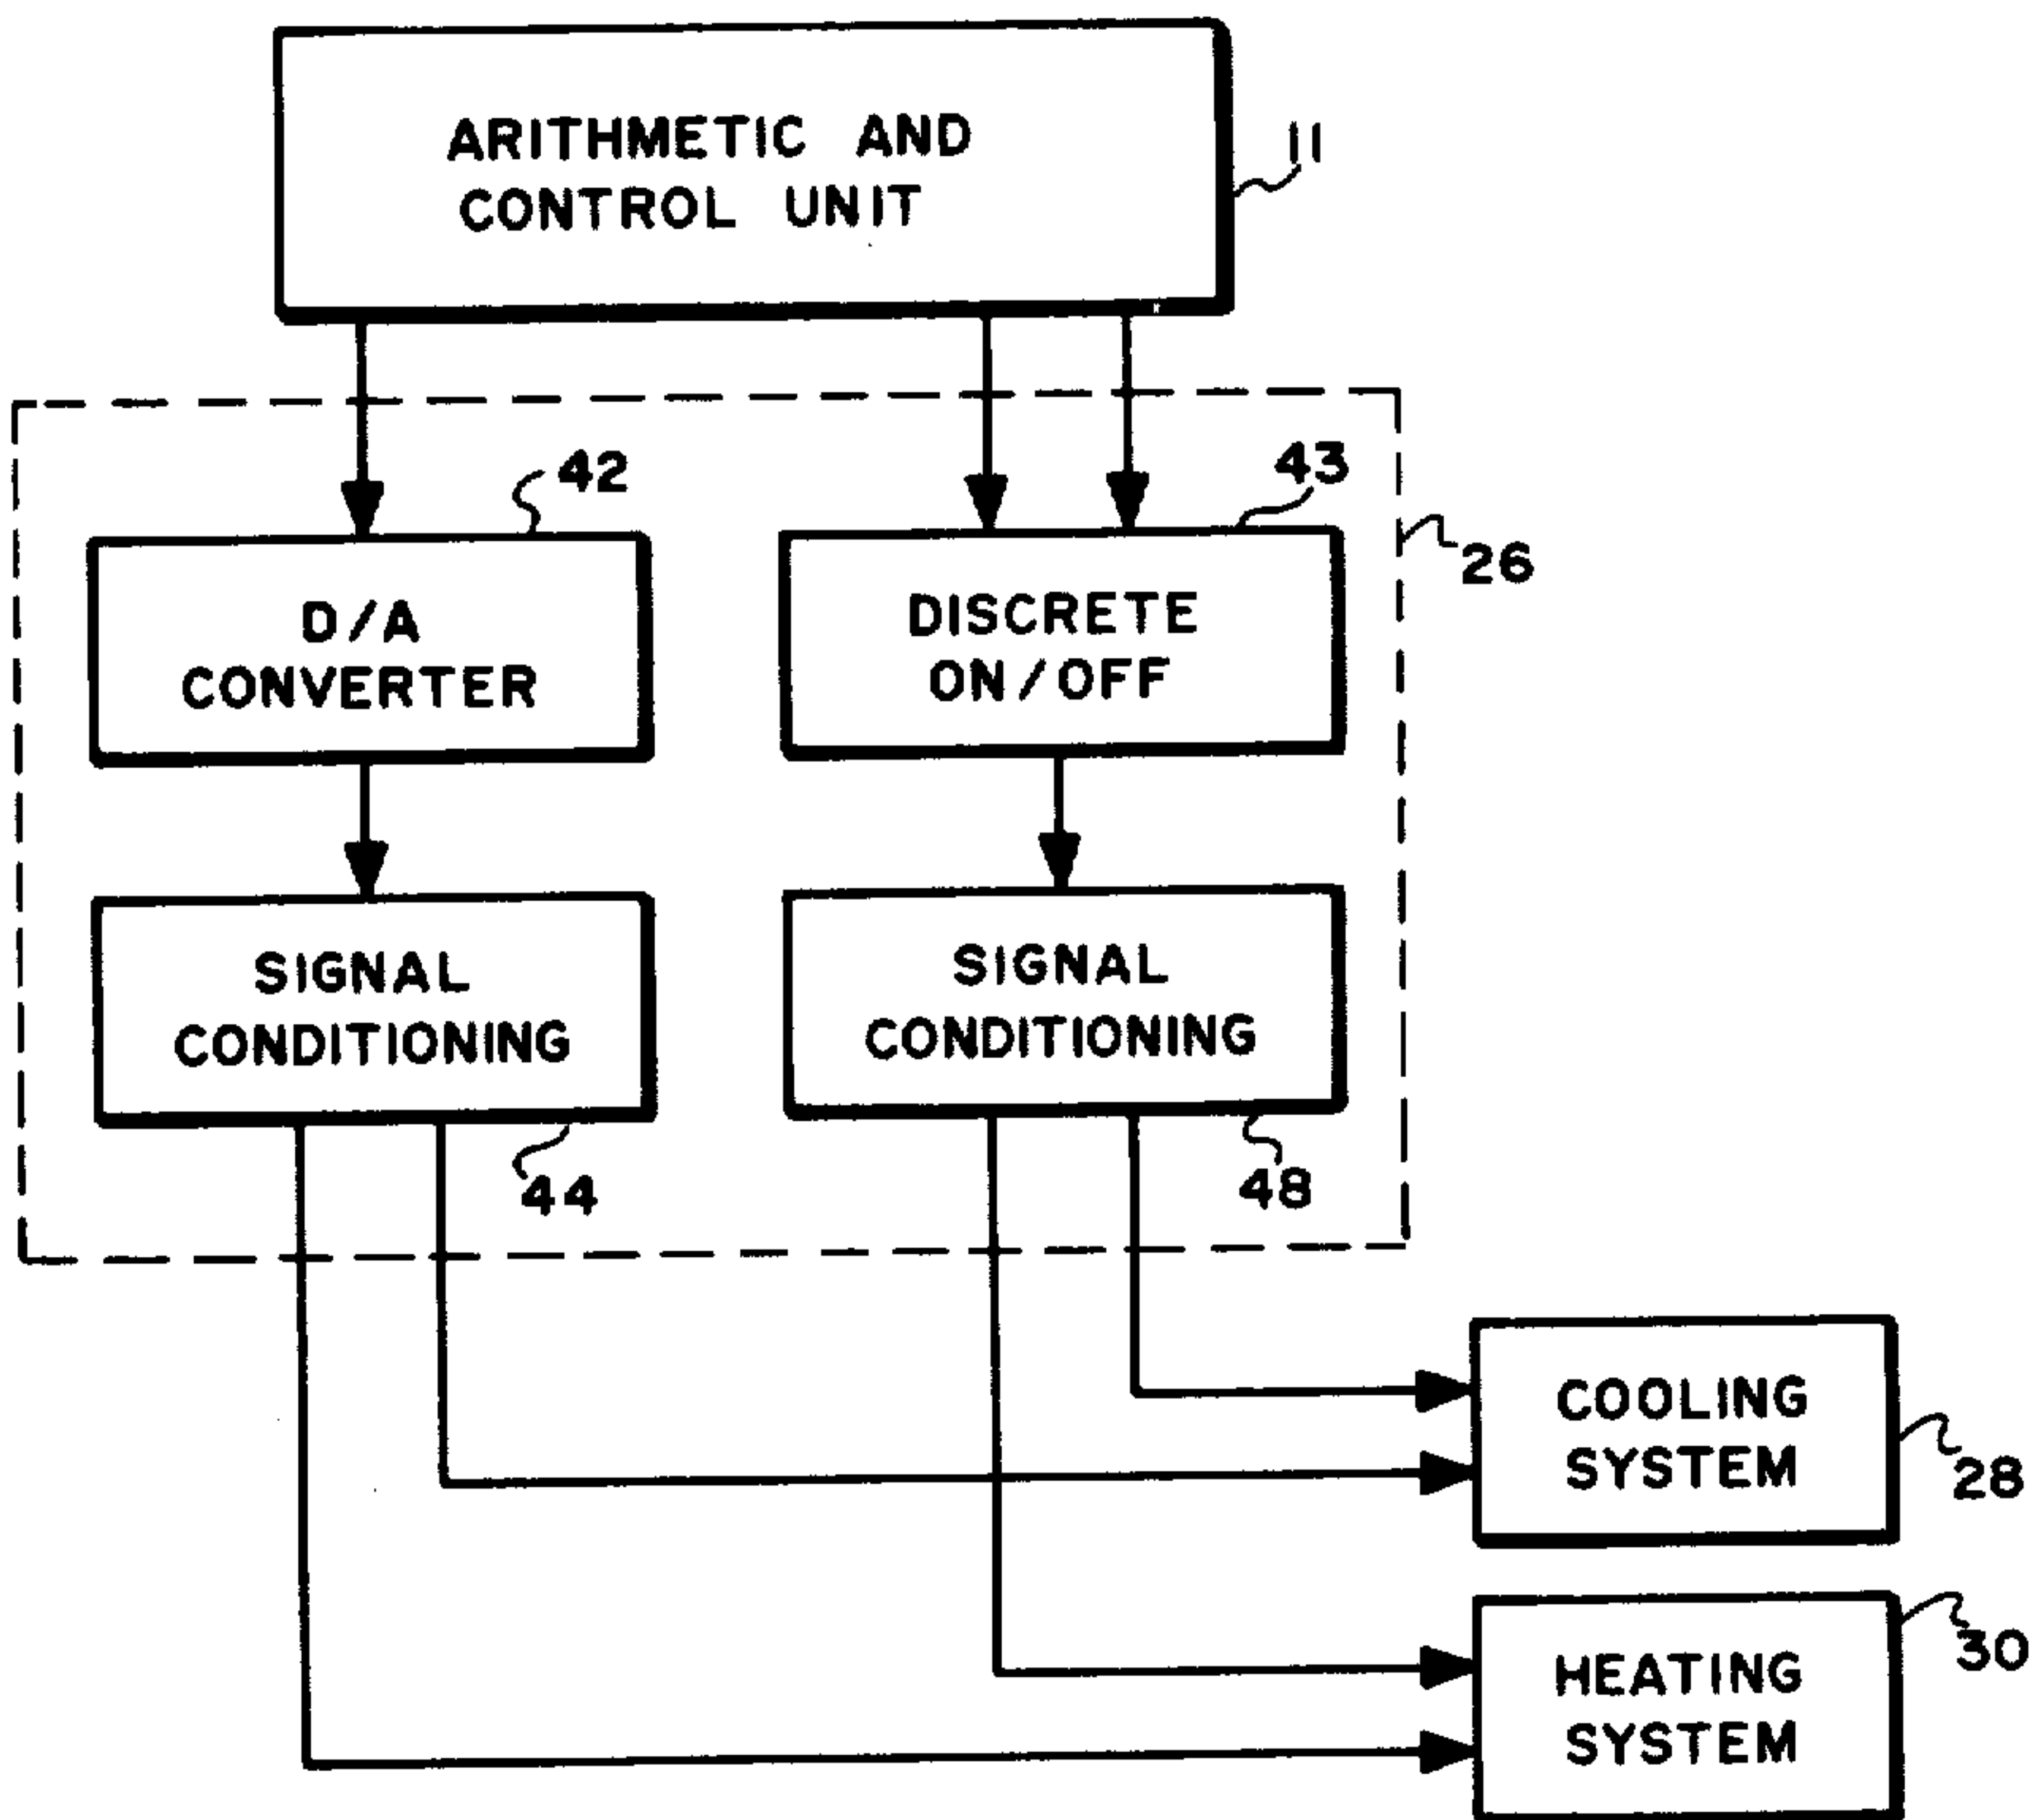 ARITHMETIC AND
CONTROL UNIT
11
42
43
26
D/A
CONVERTER
DISCRETE
ON/OFF
SIGNAL
CONDITIONING
SIGNAL
CONDITIONING
44
48
COOLING
SYSTEM
28
30
HEATING
SYSTEM